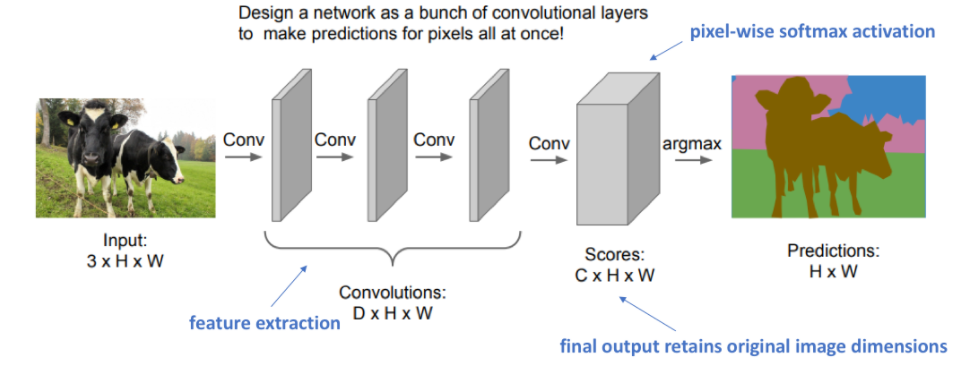 Design a network as a bunch of convolutional layers
to make predictions for pixels all at once!
pixel-wise softmax activation
Conv
Conv
Conv
Conv
argmax
Input:
3 x H x W
Convolutions:
D x H x W
Scores:
C x H x W
Predictions:
H x W
feature extraction
final output retains original image dimensions